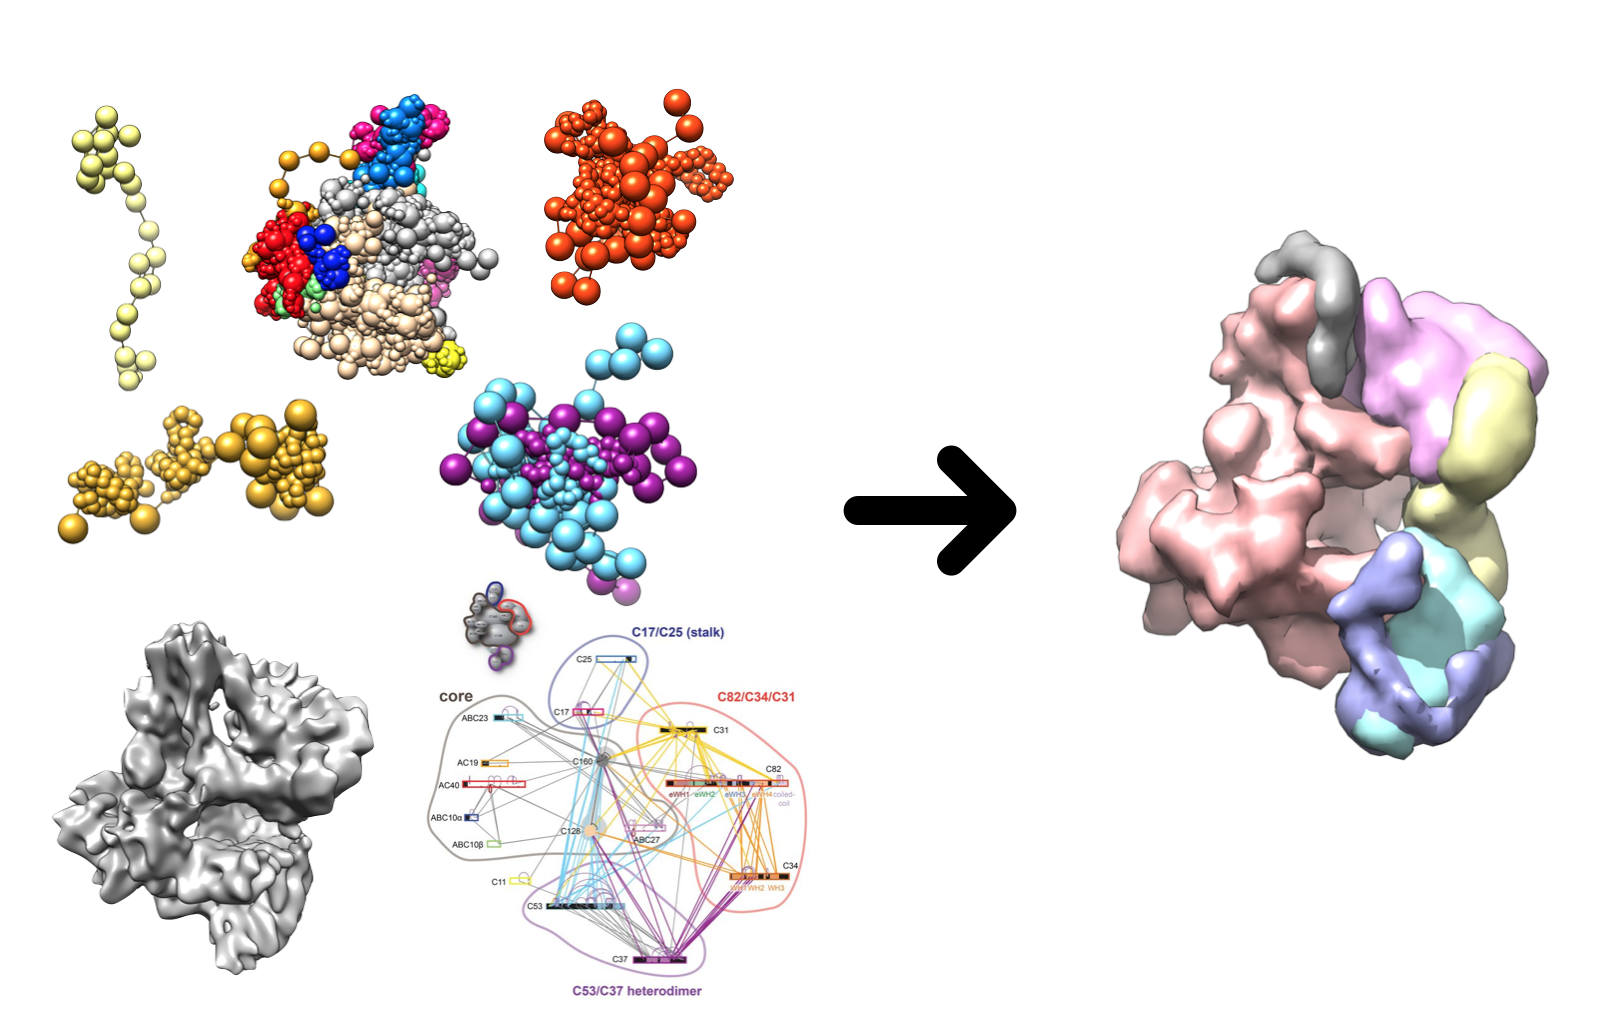 C17/C25 (stalk)
C25
core
C82/C34/C31
ABC23
C17
C31
AC19
C160
C82
AC40
eWH1 eWH2 eWH3 eWH4 coiled-
coil
ABC10α
C128
ABC27
ABC10β
C34
C11
WH1 WH2 WH3
C53
C37
C53/C37 heterodimer